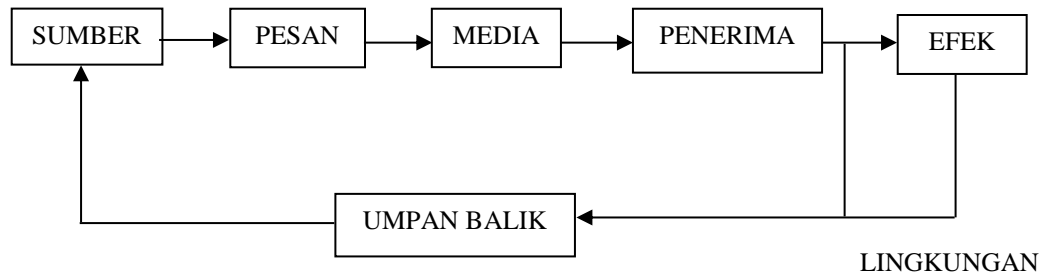 SUMBER
PESAN
MEDIA
PENERIMA
EFEK
UMPAN BALIK
LINGKUNGAN